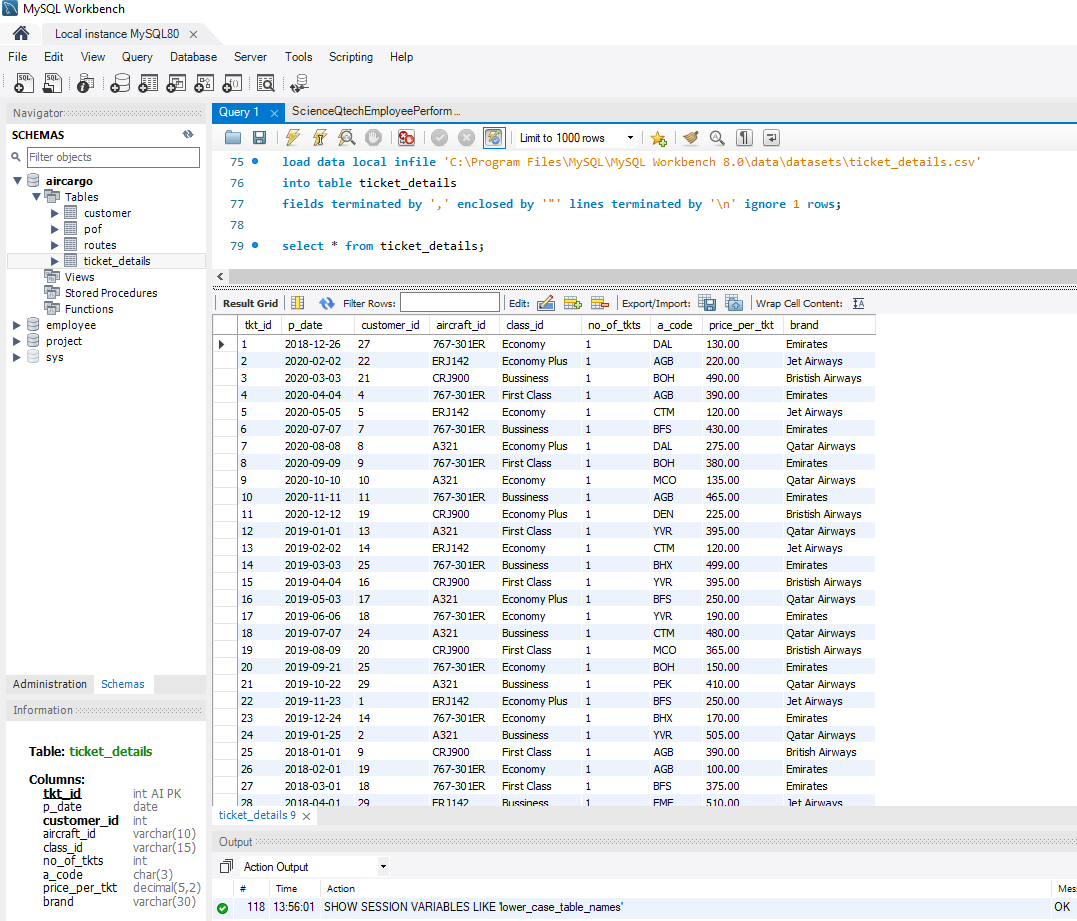 MySQL Workbench
Local instance MySQL80 ×
File Edit View Query Database Server Tools Scripting Help
Navigator
SCHEMAS
Filter objects
aircargo
Tables
customer
pof
routes
ticket_details
Views
Stored Procedures
Functions
employee
project
sys
Administration Schemas
Information
Table: ticket_details
Columns:
tkt_id int AI PK
p_date date
customer_id int
aircraft_id varchar(10)
class_id varchar(15)
no_of_tkts int
a_code char(3)
price_per_tkt decimal(5,2)
brand varchar(30)
Query 1 × ScienceQtechEmployeePerform...
Limit to 1000 rows
75 load data local infile 'C:\Program Files\MySQL\MySQL Workbench 8.0\data\datasets\ticket_details.csv'
76 into table ticket_details
77 fields terminated by ',' enclosed by '"' lines terminated by '\n' ignore 1 rows;
78
79 select * from ticket_details;
Result Grid Filter Rows: Edit: Export/Import: Wrap Cell Content:
tkt_id p_date customer_id aircraft_id class_id no_of_tkts a_code price_per_tkt brand
1 2018-12-26 27 767-301ER Economy 1 DAL 130.00 Emirates
2 2020-02-02 22 ERJ142 Economy Plus 1 AGB 220.00 Jet Airways
3 2020-03-03 21 CRJ900 Bussiness 1 BOH 490.00 Bristish Airways
4 2020-04-04 4 767-301ER First Class 1 AGB 390.00 Emirates
5 2020-05-05 5 ERJ142 Economy 1 CTM 120.00 Jet Airways
6 2020-07-07 7 767-301ER Bussiness 1 BFS 430.00 Emirates
7 2020-08-08 8 A321 Economy Plus 1 DAL 275.00 Qatar Airways
8 2020-09-09 9 767-301ER First Class 1 BOH 380.00 Emirates
9 2020-10-10 10 A321 Economy 1 MCO 135.00 Qatar Airways
10 2020-11-11 11 767-301ER Bussiness 1 AGB 465.00 Emirates
11 2020-12-12 19 CRJ900 Economy Plus 1 DEN 225.00 Bristish Airways
12 2019-01-01 13 A321 First Class 1 YVR 395.00 Qatar Airways
13 2019-02-02 14 ERJ142 Economy 1 CTM 120.00 Jet Airways
14 2019-03-03 25 767-301ER Bussiness 1 BHX 499.00 Emirates
15 2019-04-04 16 CRJ900 First Class 1 YVR 395.00 Bristish Airways
16 2019-05-03 17 A321 Economy Plus 1 BFS 250.00 Qatar Airways
17 2019-06-06 18 767-301ER Economy 1 YVR 190.00 Emirates
18 2019-07-07 24 A321 Bussiness 1 CTM 480.00 Qatar Airways
19 2019-08-09 20 CRJ900 First Class 1 MCO 365.00 Bristish Airways
20 2019-09-21 25 767-301ER Economy 1 BOH 150.00 Emirates
21 2019-10-22 29 A321 Bussiness 1 PEK 410.00 Qatar Airways
22 2019-11-23 1 ERJ142 Economy Plus 1 BFS 250.00 Jet Airways
23 2019-12-24 14 767-301ER Economy 1 BHX 170.00 Emirates
24 2019-01-25 2 A321 Bussiness 1 YVR 505.00 Qatar Airways
25 2018-01-01 9 CRJ900 First Class 1 AGB 390.00 British Airways
26 2018-02-01 19 767-301ER Economy 1 AGB 100.00 Emirates
27 2018-03-01 18 767-301ER First Class 1 BFS 375.00 Emirates
28 2018-04-01 29 ERJ142 Bussiness 1 510.00 Jet Airways
ticket_details 9 ×
Output
Action Output
# Time Action Mes
118 13:56:01 SHOW SESSION VARIABLES LIKE 'lower_case_table_names' OK